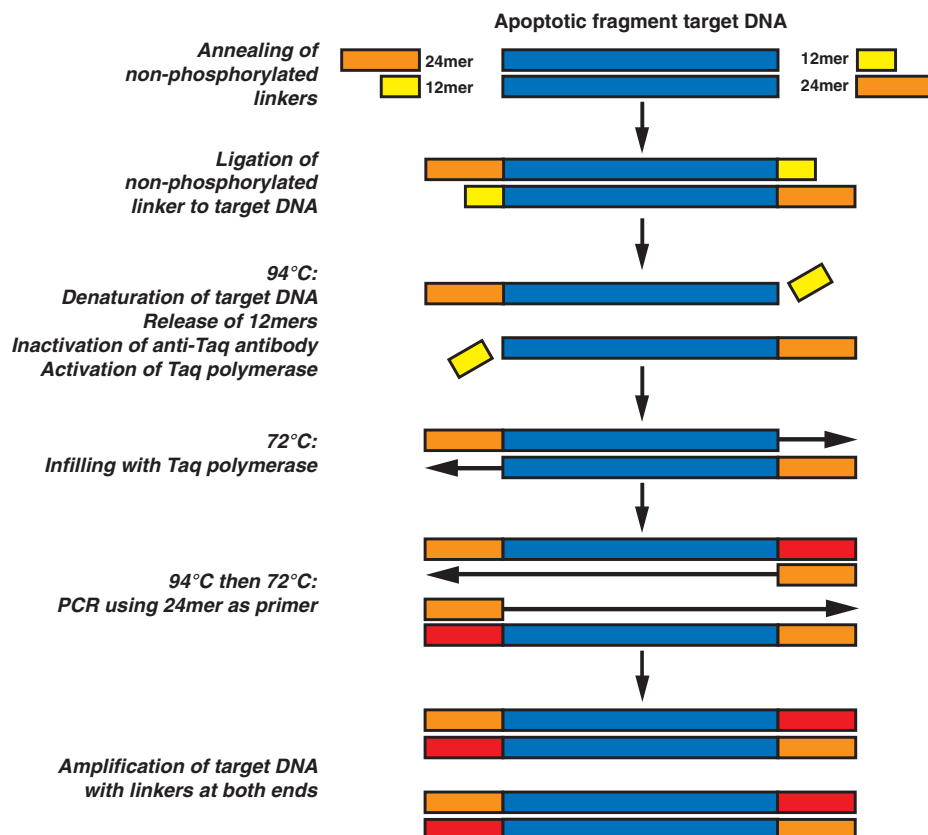 Apoptotic fragment target DNA
Annealing of
non-phosphorylated
linkers
24mer
12mer
12mer
24mer
Ligation of
non-phosphorylated
linker to target DNA
94°C:
Denaturation of target DNA
Release of 12mers
Inactivation of anti-Taq antibody
Activation of Taq polymerase
72°C:
Infilling with Taq polymerase
94°C then 72°C:
PCR using 24mer as primer
Amplification of target DNA
with linkers at both ends